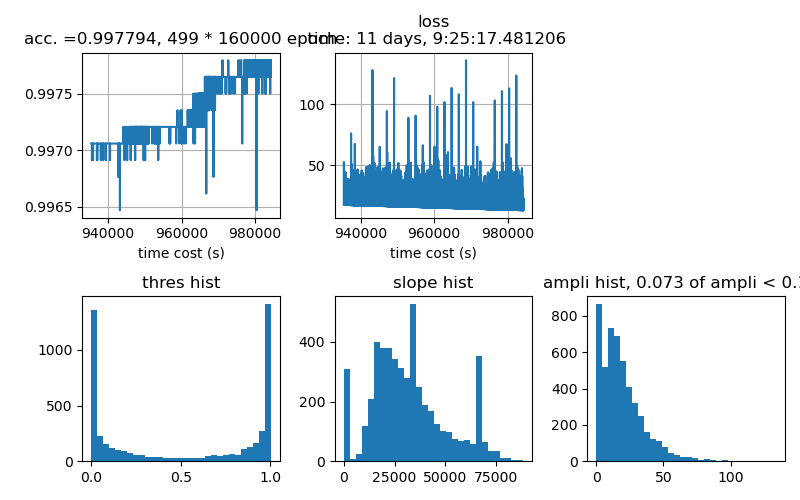 loss
acc. =0.997794, 499 * 160000 epoch
time: 11 days, 9:25:17.481206
0.9975
0.9970
0.9965
100
50
940000 960000 980000
940000 960000 980000
time cost (s)
time cost (s)
thres hist
slope hist
ampli hist, 0.073 of ampli < 0.1
1000
500
0
400
200
0
800
600
400
200
0
0.0 0.5 1.0
0 25000 50000 75000
0 50 100